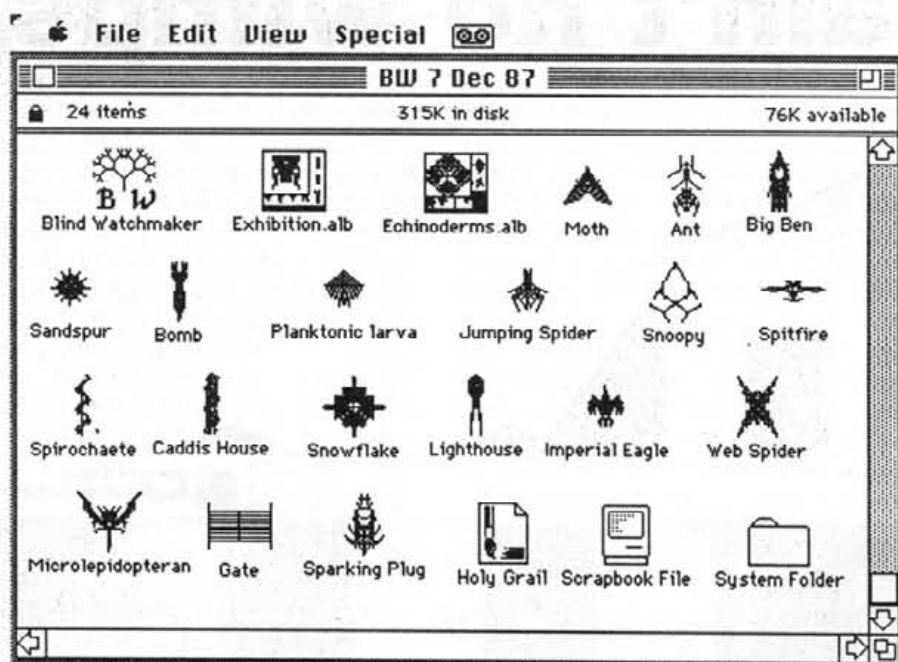 File Edit View Special
BW 7 Dec 87
24 items 315K in disk 76K available
B W
Blind Watchmaker Exhibition.alb Echinoderms.alb Moth Ant Big Ben
Sandspur Bomb Planktonic larva Jumping Spider Snoopy Spitfire
Spirochaete Caddis House Snowflake Lighthouse Imperial Eagle Web Spider
Microlepidopteran Gate Sparking Plug Holy Grail Scrapbook File System Folder